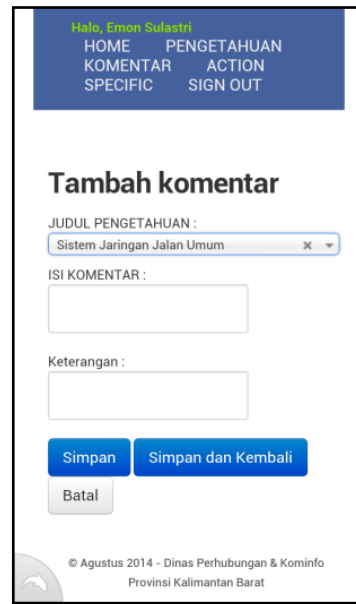 Halo, Emon Sulastri
HOME PENGETAHUAN
KOMENTAR ACTION
SPECIFIC SIGN OUT
Tambah komentar
JUDUL PENGETAHUAN :
Sistem Jaringan Jalan Umum
ISI KOMENTAR :
Keterangan :
Simpan Simpan dan Kembali
Batal
© Agustus 2014 - Dinas Perhubungan & Kominfo
Provinsi Kalimantan Barat